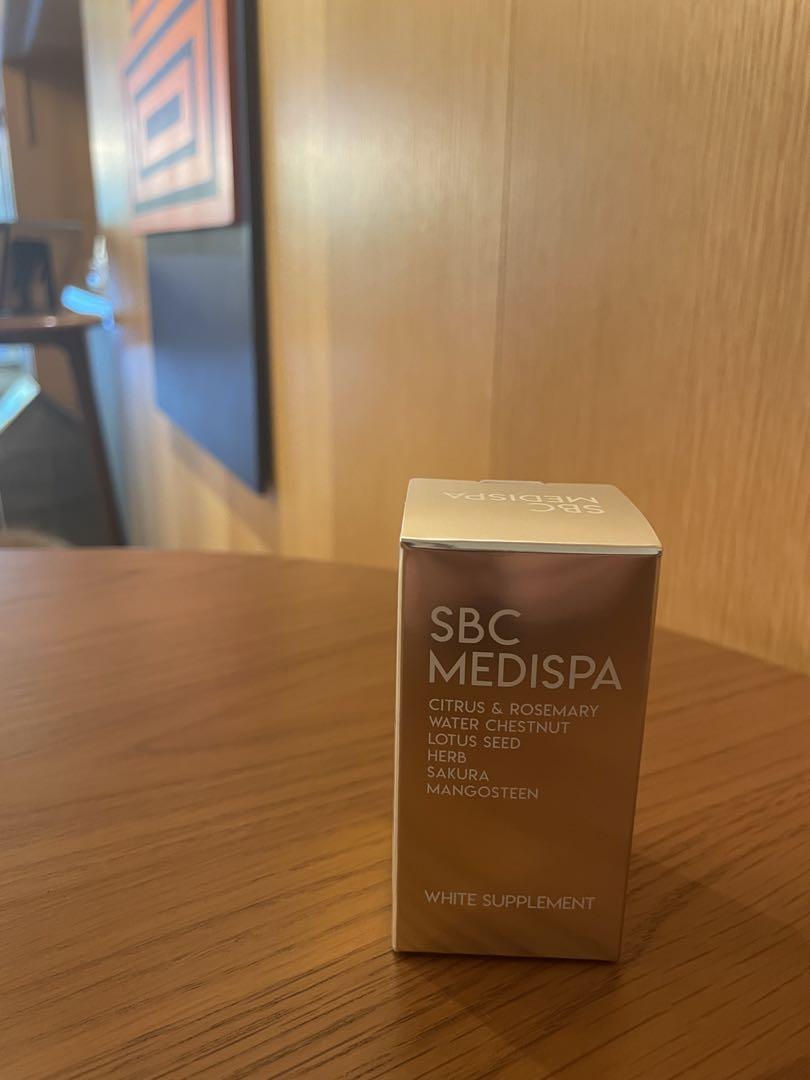 SBC
MEDISPA
SBC
MEDISPA
CITRUS & ROSEMARY
WATER CHESTNUT
LOTUS SEED
HERB
SAKURA
MANGOSTEEN
WHITE SUPPLEMENT